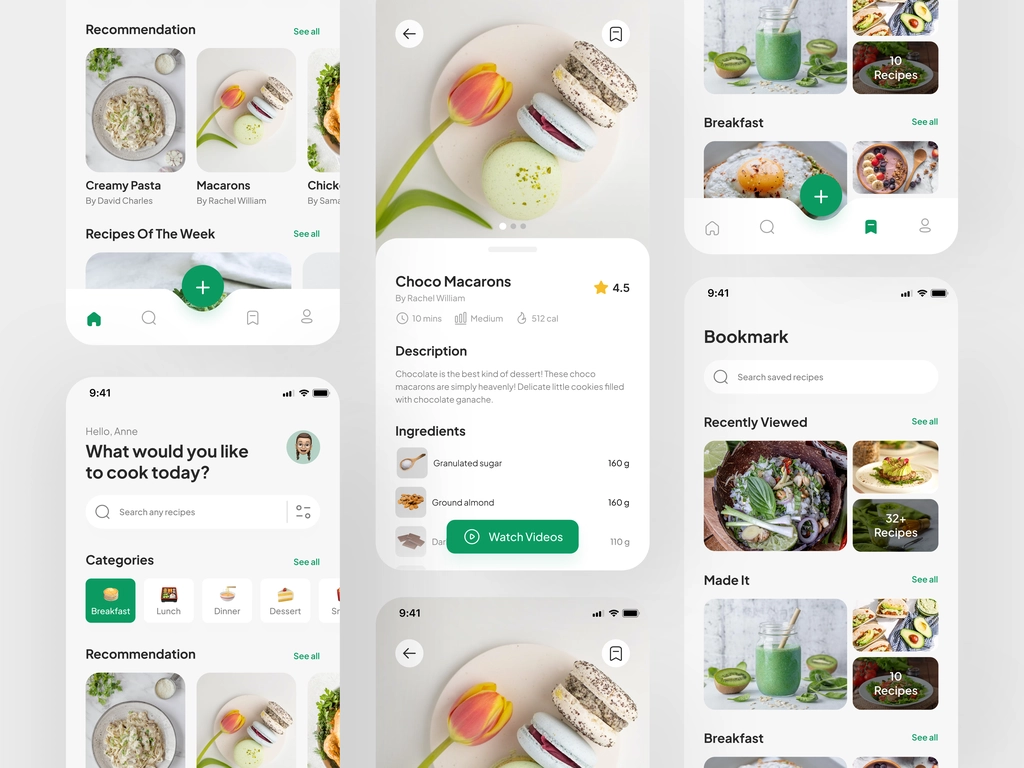 Recommendation
See all
Creamy Pasta
By David Charles
Macarons
By Rachel William
Chick
By Sama
Recipes Of The Week
See all
9:41
Hello, Anne
What would you like
to cook today?
Search any recipes
Categories
See all
Breakfast
Lunch
Dinner
Dessert
Recommendation
See all
Choco Macarons
4.5
By Rachel William
10 mins
Medium
512 cal
Description
Chocolate is the best kind of dessert! These choco
macarons are simply heavenly! Delicate little cookies filled
with chocolate ganache.
Ingredients
Granulated sugar
160 g
Ground almond
160 g
Dar
110 g
Watch Videos
9:41
10
Recipes
Breakfast
See all
9:41
Bookmark
Search saved recipes
Recently Viewed
See all
32+
Recipes
Made It
See all
10
Recipes
Breakfast
See all